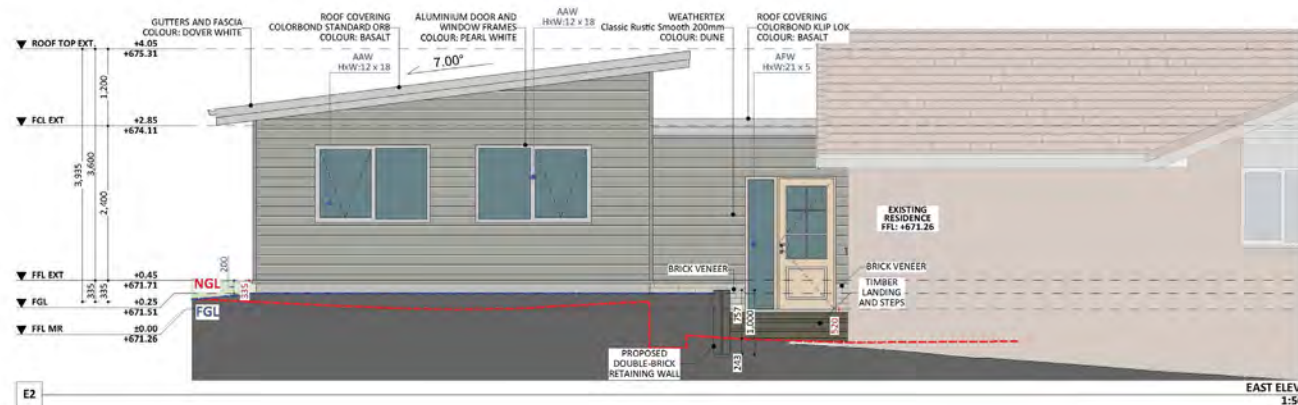 GUTTERS AND FASCIA
COLOUR: DOVER WHITE
ROOF COVERING
COLORBOND STANDARD ORB
COLOUR: BASALT
ALUMINIUM DOOR AND
WINDOW FRAMES
COLOUR: PEARL WHITE
AAW
HxW:12 x 18
WEATHERTEX
Classic Rustic Smooth 200mm
COLOUR: DUNE
ROOF COVERING
COLORBOND KLIP LOK
COLOUR: BASALT
AAW
HxW:12 x 18
AFW
HxW:21 x 5
7.00°
ROOF TOP EXT.
+4.05
+675.31
1,200
FCL EXT
+2.85
+674.11
3,935
3,600
2,400
EXISTING
RESIDENCE
FFL: +671.26
FFL EXT
+0.45
+671.71
335
335
200
335
NGL
FGL
FGL
+0.25
+671.51
FFL MR
±0.00
+671.26
BRICK VENEER
BRICK VENEER
TIMBER
LANDING
AND STEPS
757
1,000
243
520
PROPOSED
DOUBLE-BRICK
RETAINING WALL
E2
EAST ELEV
1:5